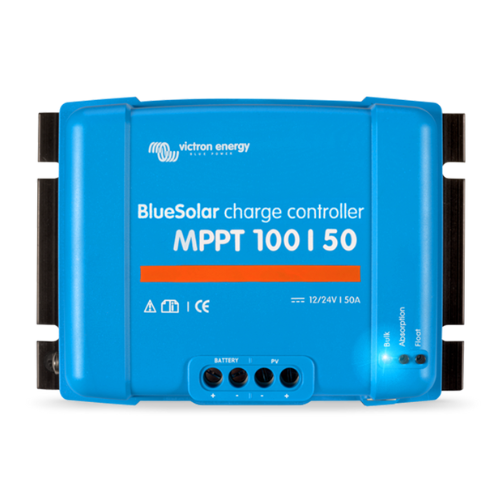 victron energy
BLUE POWER
BlueSolar charge controller
MPPT 100 | 50
CE
12/24V | 50A
Bulk
Absorption
Float
BATTERY
PV
+ - - +